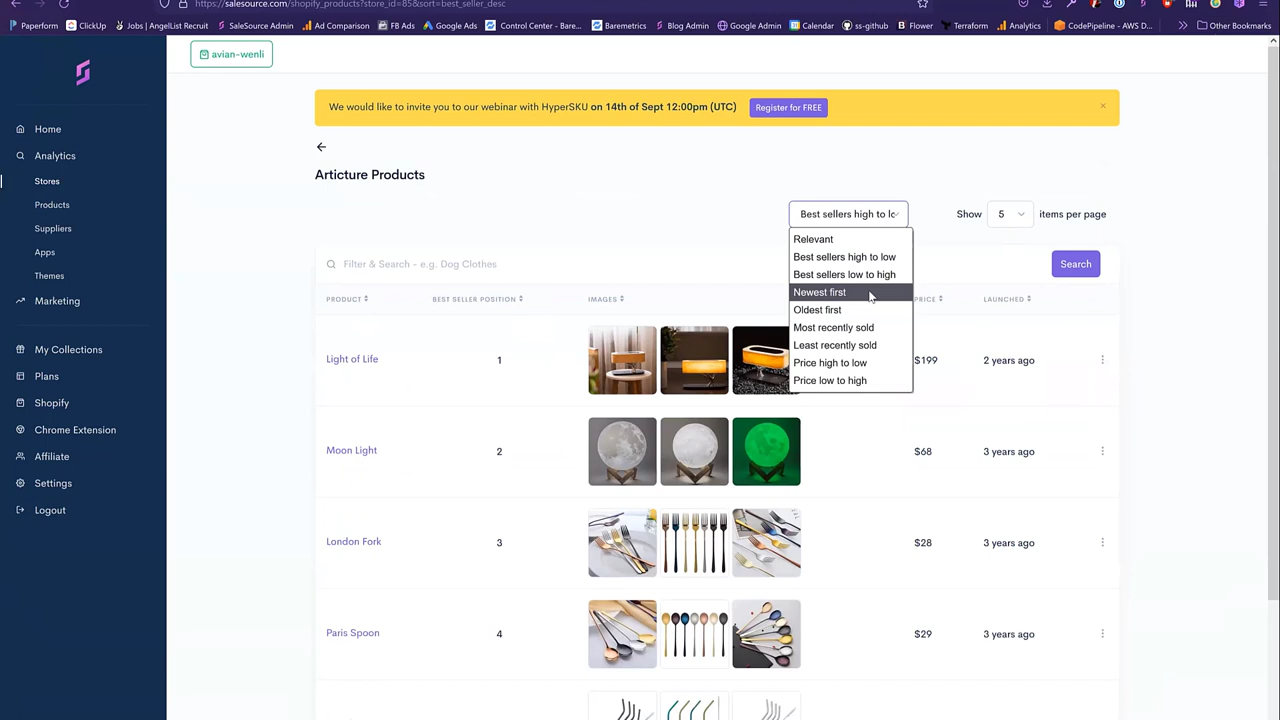 salesource.com/shopify_products?store_id=85&sort=best_seller_desc
Important
ClickUp
Jobs | AngelList Recruit
SaleSource Admin
Ad Comparison
FB Ads
Google Ads
Control Center - Bare...
Baremetrics
Blog Admin
Google Admin
Calendar
ss-github
Flower
Terraform
Analytics
CodePipeline - AWS D...
Other Bookmarks
avian-wenli
We would like to invite you to our webinar with HyperSKU on 14th of Sept 12:00pm (UTC)
Register for FREE
Home
Analytics
Stores
Products
Suppliers
Apps
Themes
Marketing
My Collections
Plans
Shopify
Chrome Extension
Affiliate
Settings
Logout
Articture Products
Best sellers high to lo
Show 5 items per page
Relevant
Best sellers high to low
Best sellers low to high
Newest first
Oldest first
Most recently sold
Least recently sold
Price high to low
Price low to high
Filter & Search - e.g. Dog Clothes
Search
PRODUCT BEST SELLER POSITION IMAGES PRICE LAUNCHED
Light of Life 1 $199 2 years ago
Moon Light 2 $68 3 years ago
London Fork 3 $28 3 years ago
Paris Spoon 4 $29 3 years ago